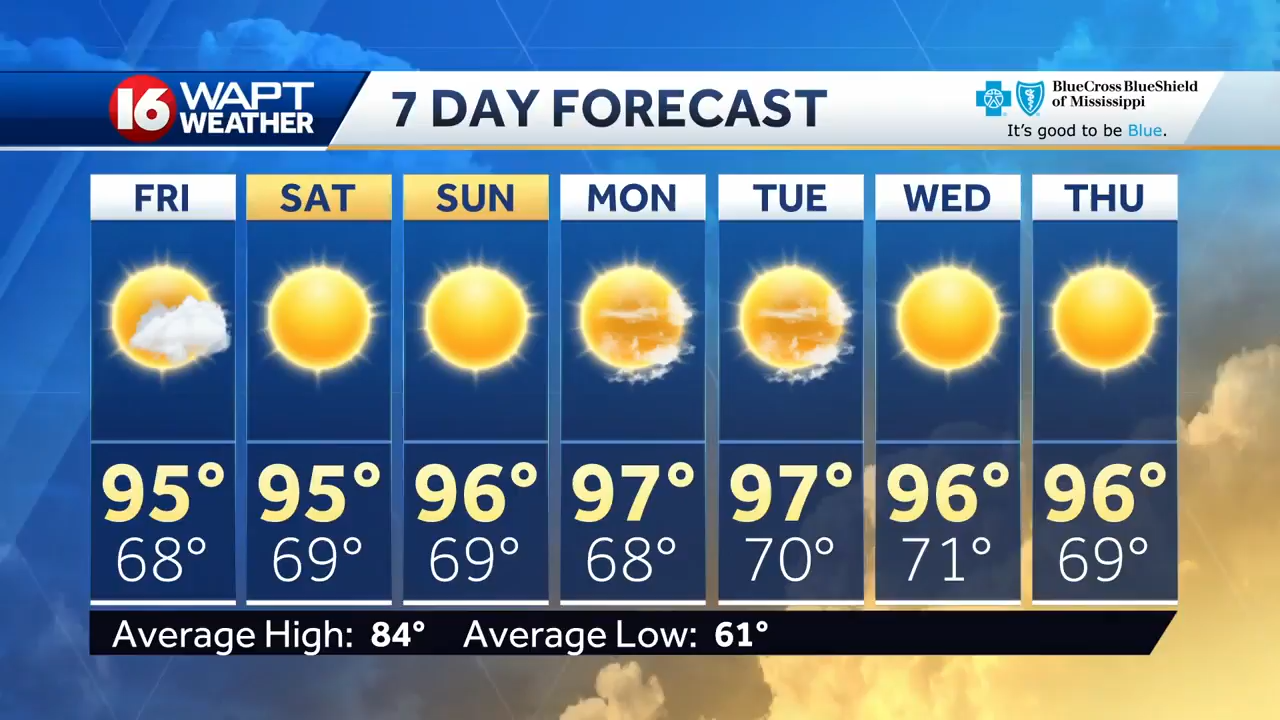 16 WAPT WEATHER
7 DAY FORECAST
BlueCross BlueShield
of Mississippi
It's good to be Blue.
FRI SAT SUN MON TUE WED THU
95° 95° 96° 97° 97° 96° 96°
68° 69° 69° 68° 70° 71° 69°
Average High: 84° Average Low: 61°